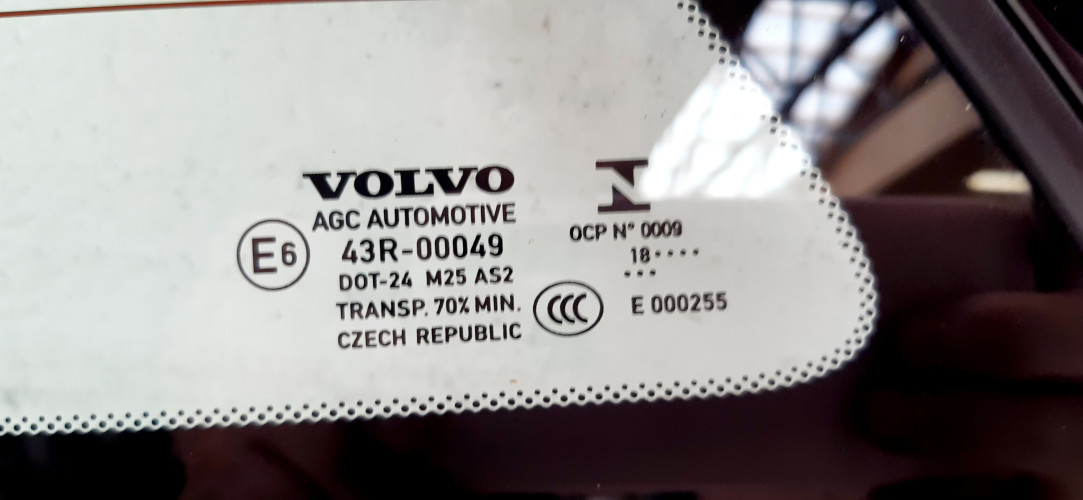 VOLVO
AGC AUTOMOTIVE
E6
43R-00049
DOT-24 M25 AS2
TRANSP. 70% MIN.
CZECH REPUBLIC
N
OCP N° 0009
18····
···
CCC
E 000255